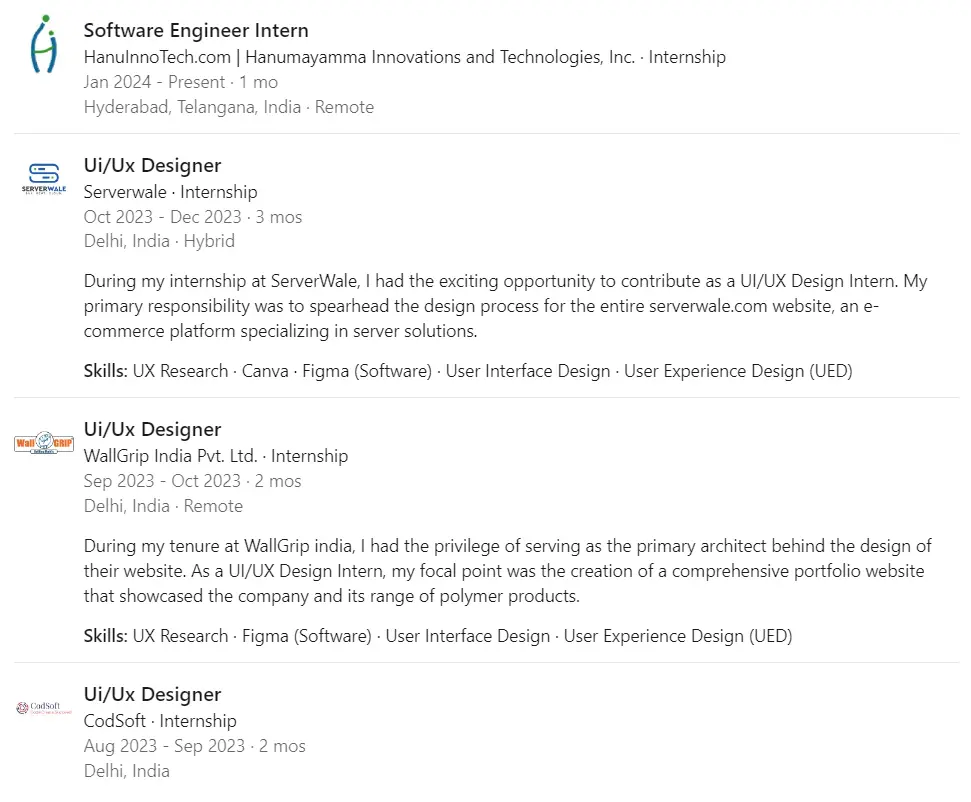 Software Engineer Intern
HanuInnoTech.com | Hanumayamma Innovations and Technologies, Inc. · Internship
Jan 2024 - Present · 1 mo
Hyderabad, Telangana, India · Remote
SERVERWALE
Ui/Ux Designer
Serverwale · Internship
Oct 2023 - Dec 2023 · 3 mos
Delhi, India · Hybrid
During my internship at ServerWale, I had the exciting opportunity to contribute as a UI/UX Design Intern. My
primary responsibility was to spearhead the design process for the entire serverwale.com website, an e-
commerce platform specializing in server solutions.
Skills: UX Research · Canva · Figma (Software) · User Interface Design · User Experience Design (UED)
Wall GRIP
Ui/Ux Designer
WallGrip India Pvt. Ltd. · Internship
Sep 2023 - Oct 2023 · 2 mos
Delhi, India · Remote
During my tenure at WallGrip india, I had the privilege of serving as the primary architect behind the design of
their website. As a UI/UX Design Intern, my focal point was the creation of a comprehensive portfolio website
that showcased the company and its range of polymer products.
Skills: UX Research · Figma (Software) · User Interface Design · User Experience Design (UED)
CodSoft
Ui/Ux Designer
CodSoft · Internship
Aug 2023 - Sep 2023 · 2 mos
Delhi, India